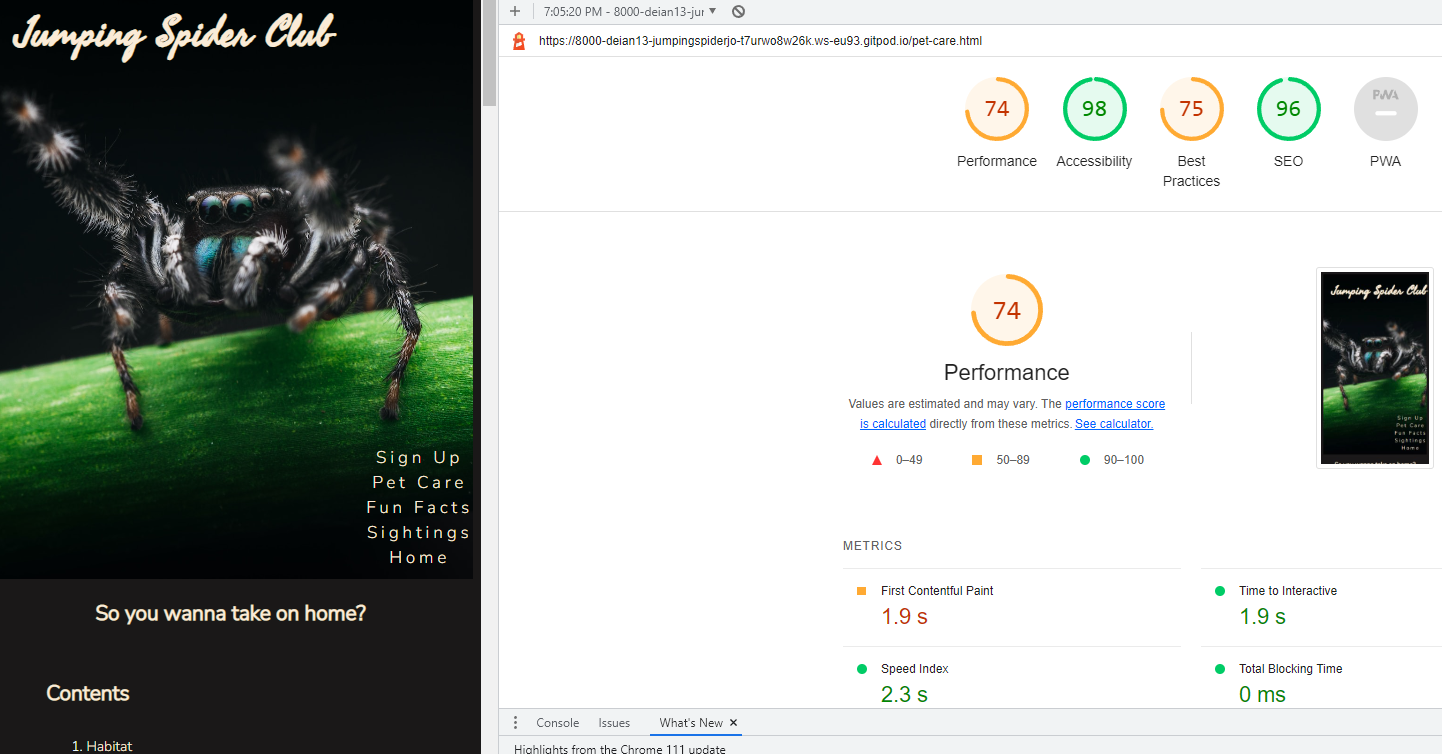 Jumping Spider Club
Sign Up
Pet Care
Fun Facts
Sightings
Home
So you wanna take on home?
Contents
1. Habitat
7:05:20 PM - 8000-deian13-jur
https://8000-deian13-jumpingspiderjo-t7urwo8w26k.ws-eu93.gitpod.io/pet-care.html
74
Performance
98
Accessibility
75
Best
Practices
96
SEO
PWA
PWA
74
Performance
Values are estimated and may vary. The performance score
is calculated directly from these metrics. See calculator.
0–49
50–89
90–100
Jumping Spider Club
Sign Up
Pet Care
Fun Facts
Sightings
Home
So you wanna take on home?
METRICS
First Contentful Paint
1.9 s
Time to Interactive
1.9 s
Speed Index
2.3 s
Total Blocking Time
0 ms
Console
Issues
What's New
Highlights from the Chrome 111 update